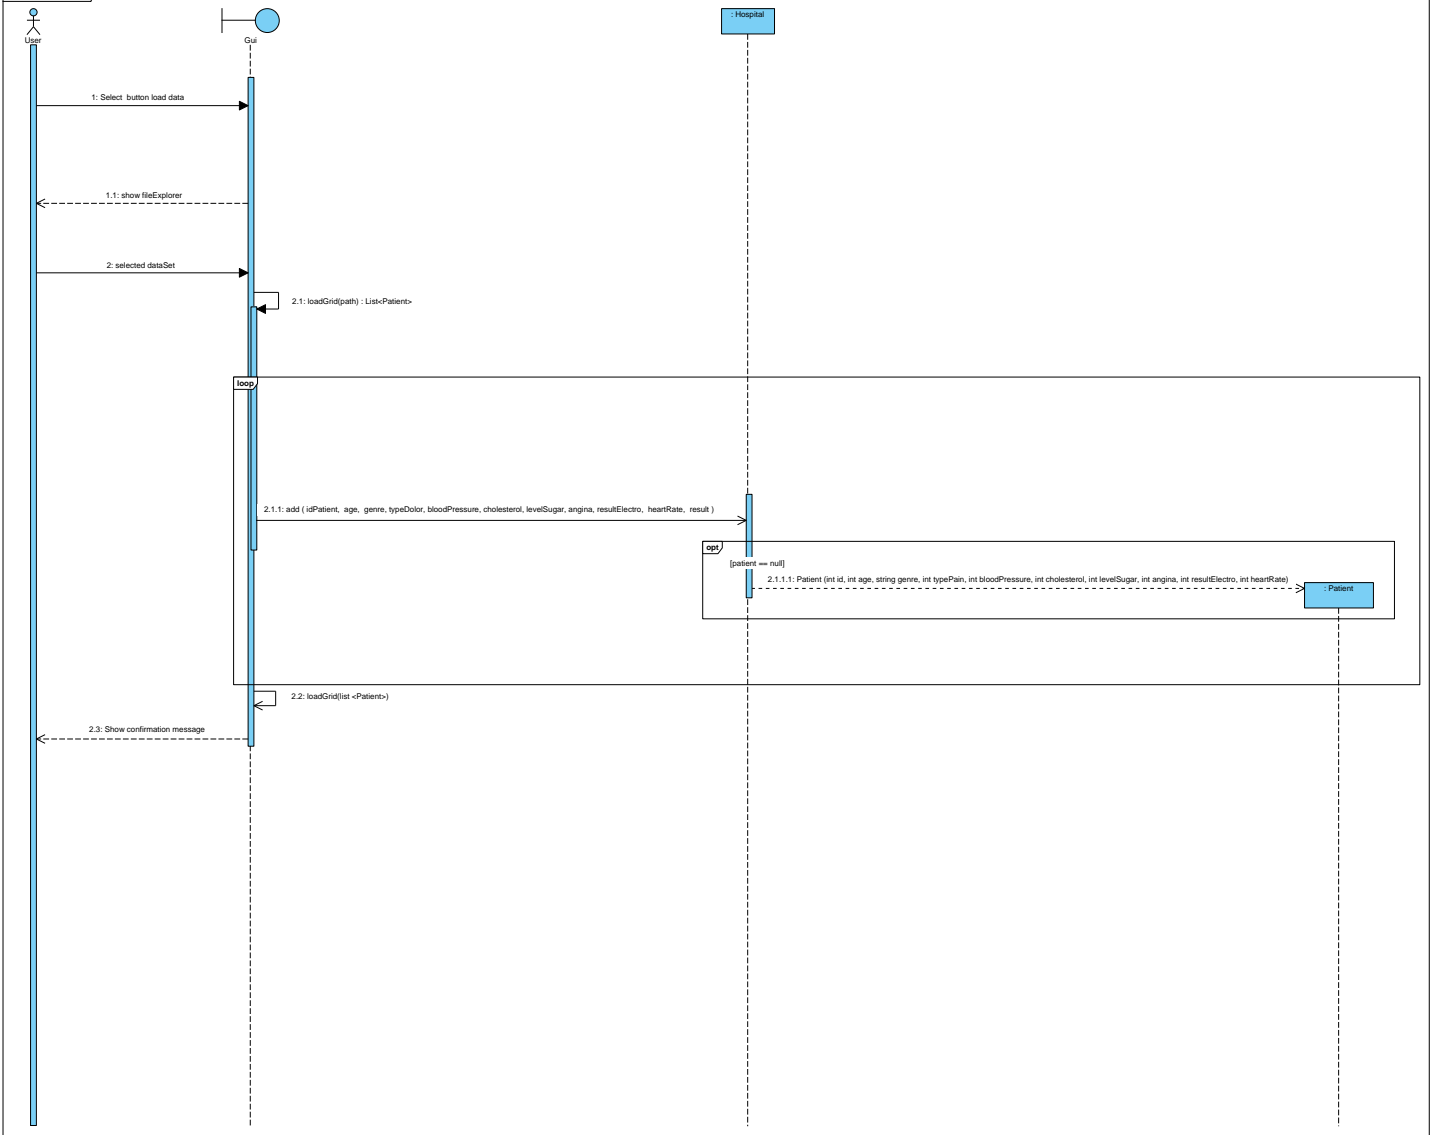 User
Gui
: Hospital
1: Select button load data
1.1: show fileExplorer
2: selected dataSet
2.1: loadGrid(path) : List<Patient>
loop
2.1.1: add ( idPatient, age, genre, typeDolor, bloodPressure, cholesterol, levelSugar, angina, resultElectro, heartRate, result )
opt
[patient == null]
2.1.1.1: Patient (int id, int age, string genre, int typePain, int bloodPressure, int cholesterol, int levelSugar, int angina, int resultElectro, int heartRate)
: Patient
2.2: loadGrid(list <Patient>)
2.3: Show confirmation message